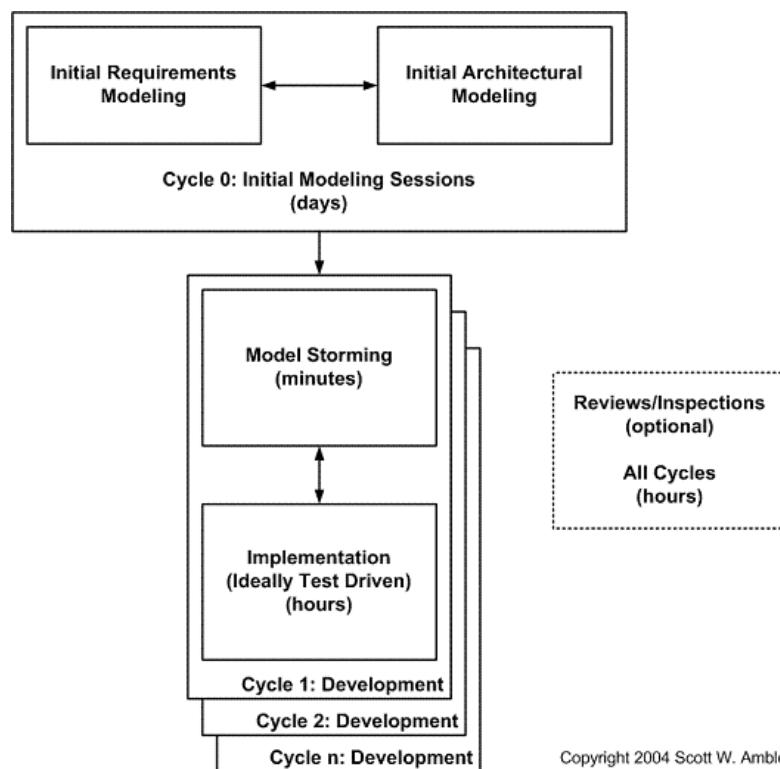 Initial Requirements
Modeling
Initial Architectural
Modeling
Cycle 0: Initial Modeling Sessions
(days)
Model Storming
(minutes)
Reviews/Inspections
(optional)
All Cycles
(hours)
Implementation
(Ideally Test Driven)
(hours)
Cycle 1: Development
Cycle 2: Development
Cycle n: Development
Copyright 2004 Scott W.